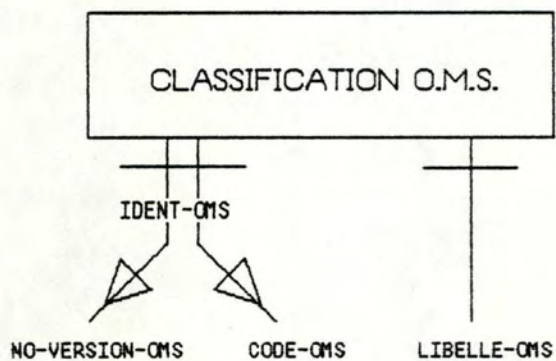 CLASSIFICATION O.M.S.
IDENT-OMS
NO-VERSION-OMS CODE-OMS LIBELLE-OMS